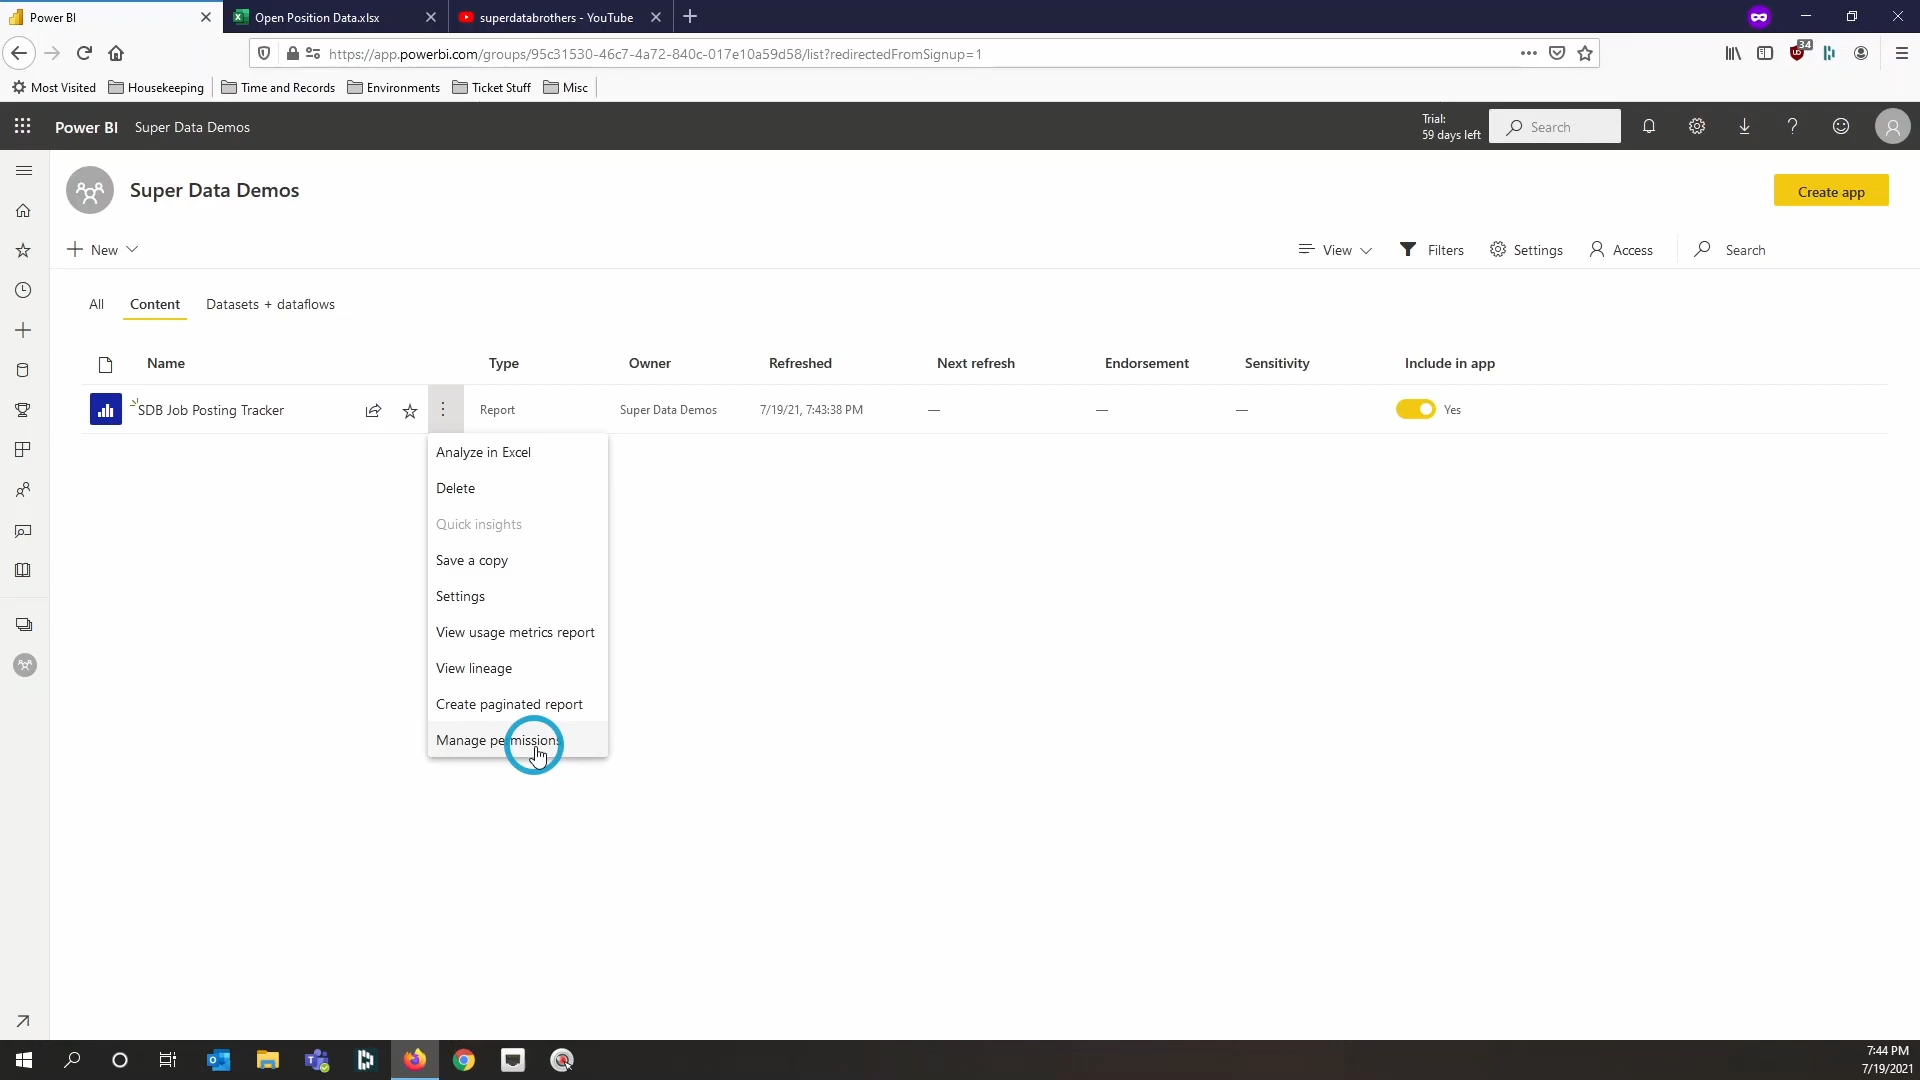 Power BI
Open Position Data.xlsx
superdatabrothers - YouTube
https://app.powerbi.com/groups/95c31530-46c7-4a72-840c-017e10a59d58/list?redirectedFromSignup=1
34
Most Visited
Housekeeping
Time and Records
Environments
Ticket Stuff
Misc
Power BI
Super Data Demos
Trial:
59 days left
Search
Super Data Demos
Create app
New
View
Filters
Settings
Access
Search
All
Content
Datasets + dataflows
Name
Type
Owner
Refreshed
Next refresh
Endorsement
Sensitivity
Include in app
SDB Job Posting Tracker
Report
Super Data Demos
7/19/21, 7:43:38 PM
—
—
—
Yes
Analyze in Excel
Delete
Quick insights
Save a copy
Settings
View usage metrics report
View lineage
Create paginated report
Manage permissions
7:44 PM
7/19/2021